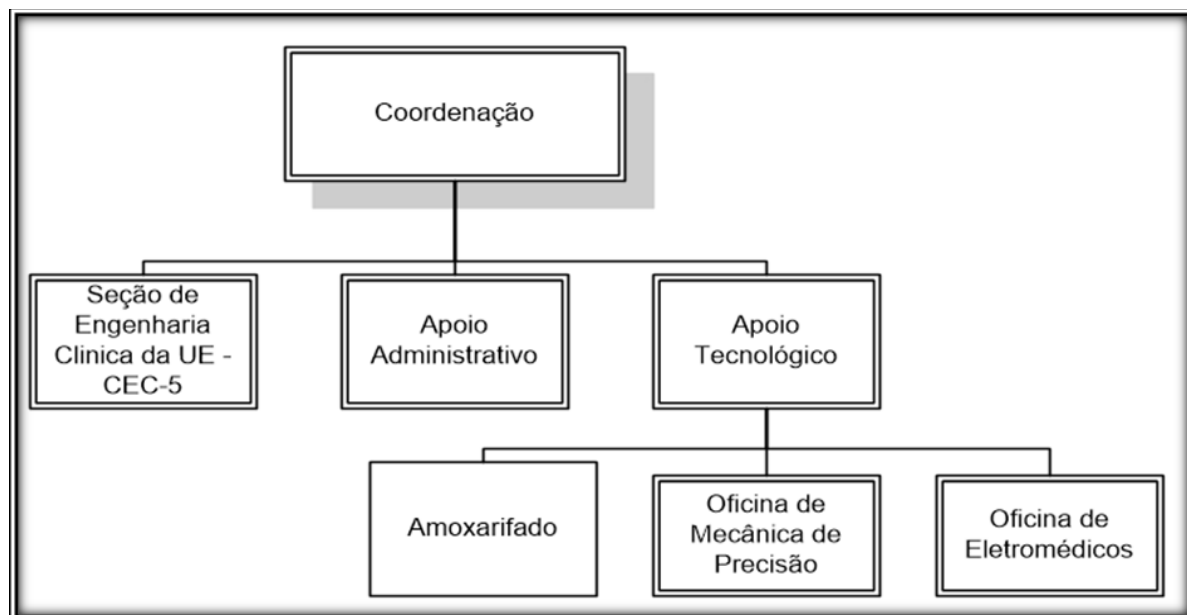 Coordenação
Seção de
Engenharia
Clinica da UE -
CEC-5
Apoio
Administrativo
Apoio
Tecnológico
Amoxarifado
Oficina de
Mecânica de
Precisão
Oficina de
Eletromédicos